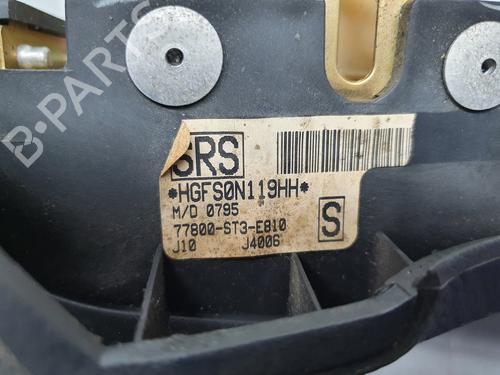 B-PARTS
SRS
*HGFS0N119HH*
M/D 0795
77800-ST3-E810
S
J10 J4006